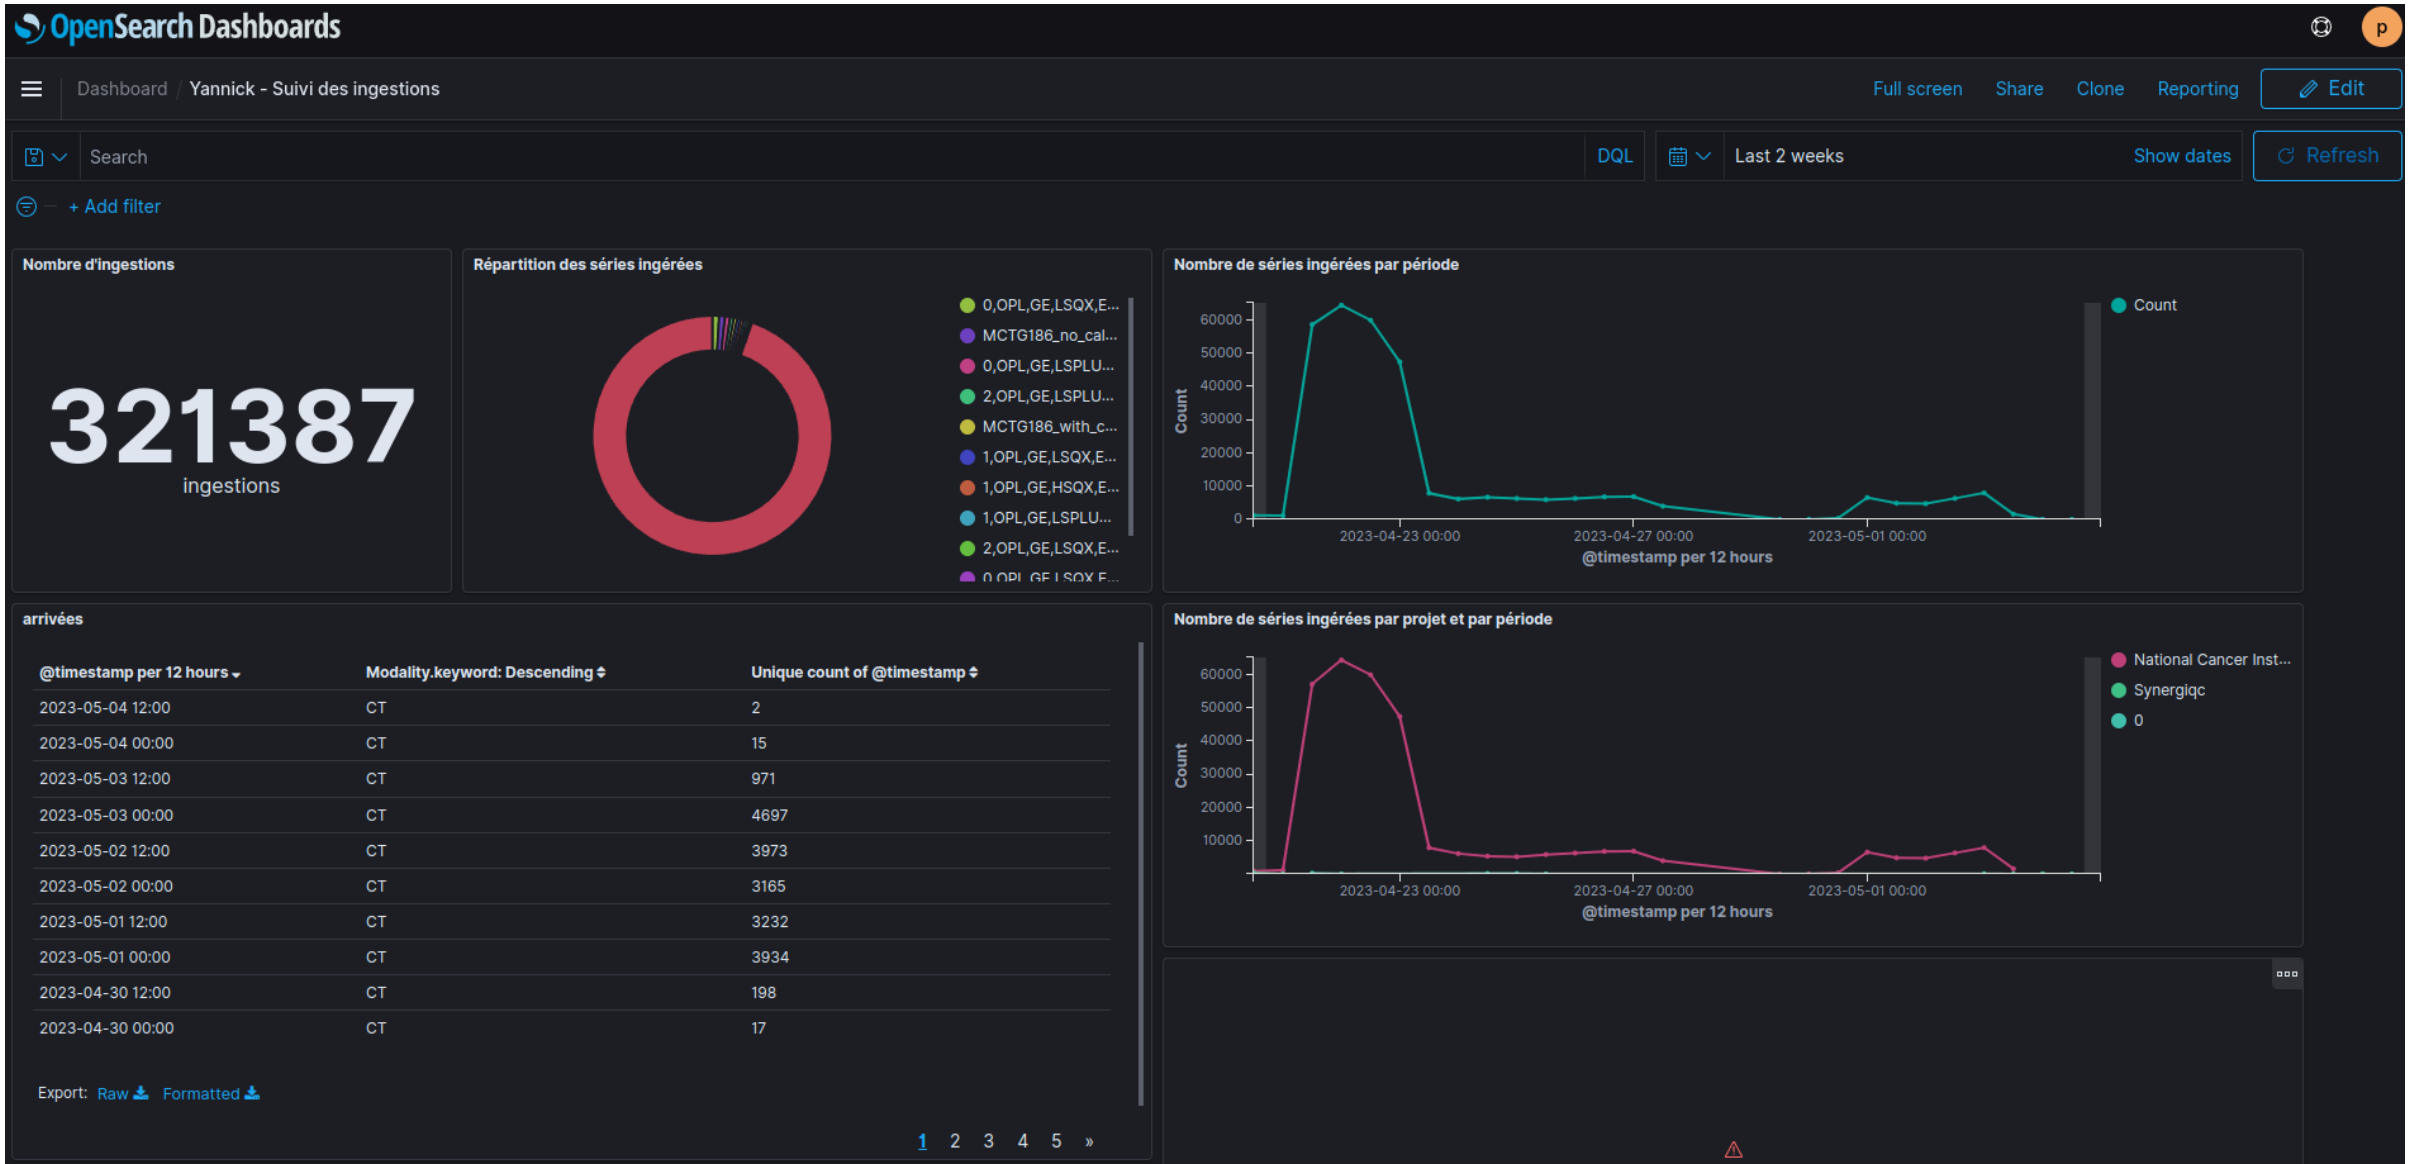 OpenSearch Dashboards
p
Dashboard / Yannick - Suivi des ingestions
Full screen Share Clone Reporting Edit
Search
DQL
Last 2 weeks
Show dates
Refresh
+ Add filter
Nombre d'ingestions
321387
ingestions
Répartition des séries ingérées
0,OPL,GE,LSQX,E...
MCTG186_no_cal...
0,OPL,GE,LSPLU...
2,OPL,GE,LSPLU...
MCTG186_with_c...
1,OPL,GE,LSQX,E...
1,OPL,GE,HSQX,E...
1,OPL,GE,LSPLU...
2,OPL,GE,LSQX,E...
0,OPL,GE,LSQX,E...
Nombre de séries ingérées par période
60000
50000
40000
30000
20000
10000
0
Count
2023-04-23 00:00 2023-04-27 00:00 2023-05-01 00:00
@timestamp per 12 hours
Count
arrivées
@timestamp per 12 hours Modality.keyword: Descending Unique count of @timestamp
2023-05-04 12:00 CT 2
2023-05-04 00:00 CT 15
2023-05-03 12:00 CT 971
2023-05-03 00:00 CT 4697
2023-05-02 12:00 CT 3973
2023-05-02 00:00 CT 3165
2023-05-01 12:00 CT 3232
2023-05-01 00:00 CT 3934
2023-04-30 12:00 CT 198
2023-04-30 00:00 CT 17
Export: Raw Formatted
1 2 3 4 5 »
Nombre de séries ingérées par projet et par période
60000
50000
40000
30000
20000
10000
Count
2023-04-23 00:00 2023-04-27 00:00 2023-05-01 00:00
@timestamp per 12 hours
National Cancer Inst...
Synergiqc
0